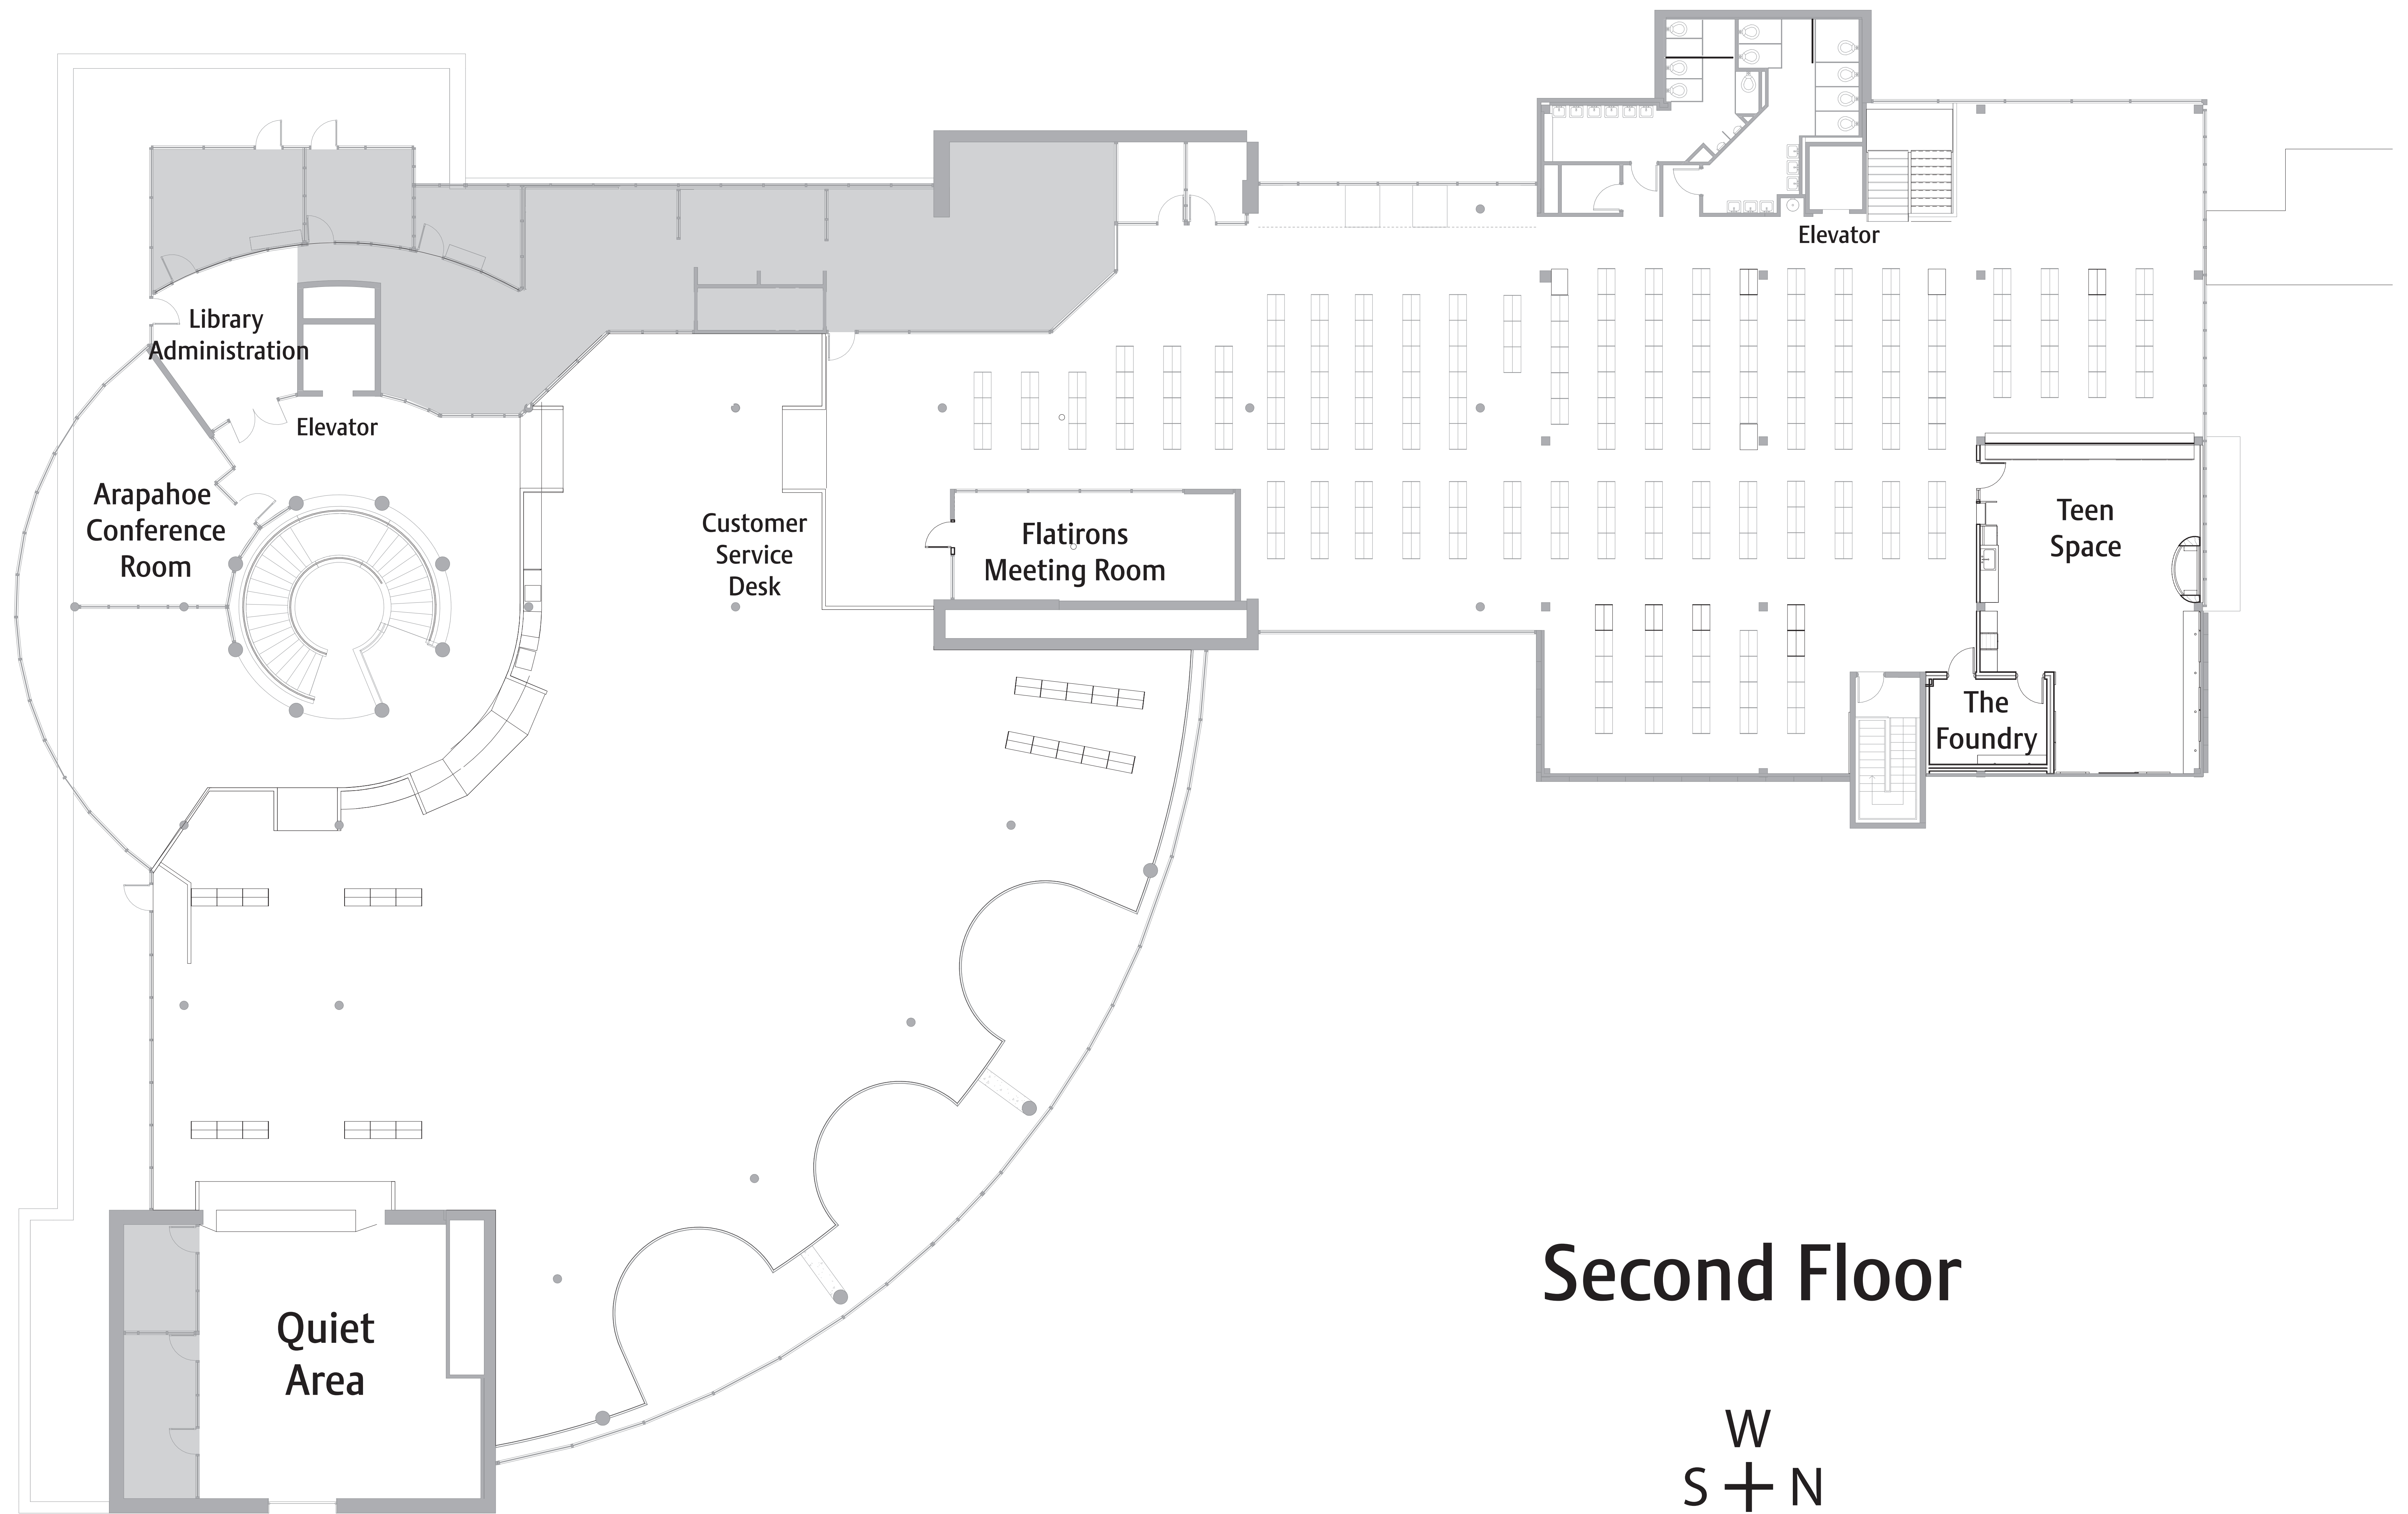 Elevator
Library
Administration
Elevator
Arapahoe
Conference
Room
Customer
Service
Desk
Flatirons
Meeting Room
Teen
Space
The
Foundry
Quiet
Area
Second Floor
W
S N